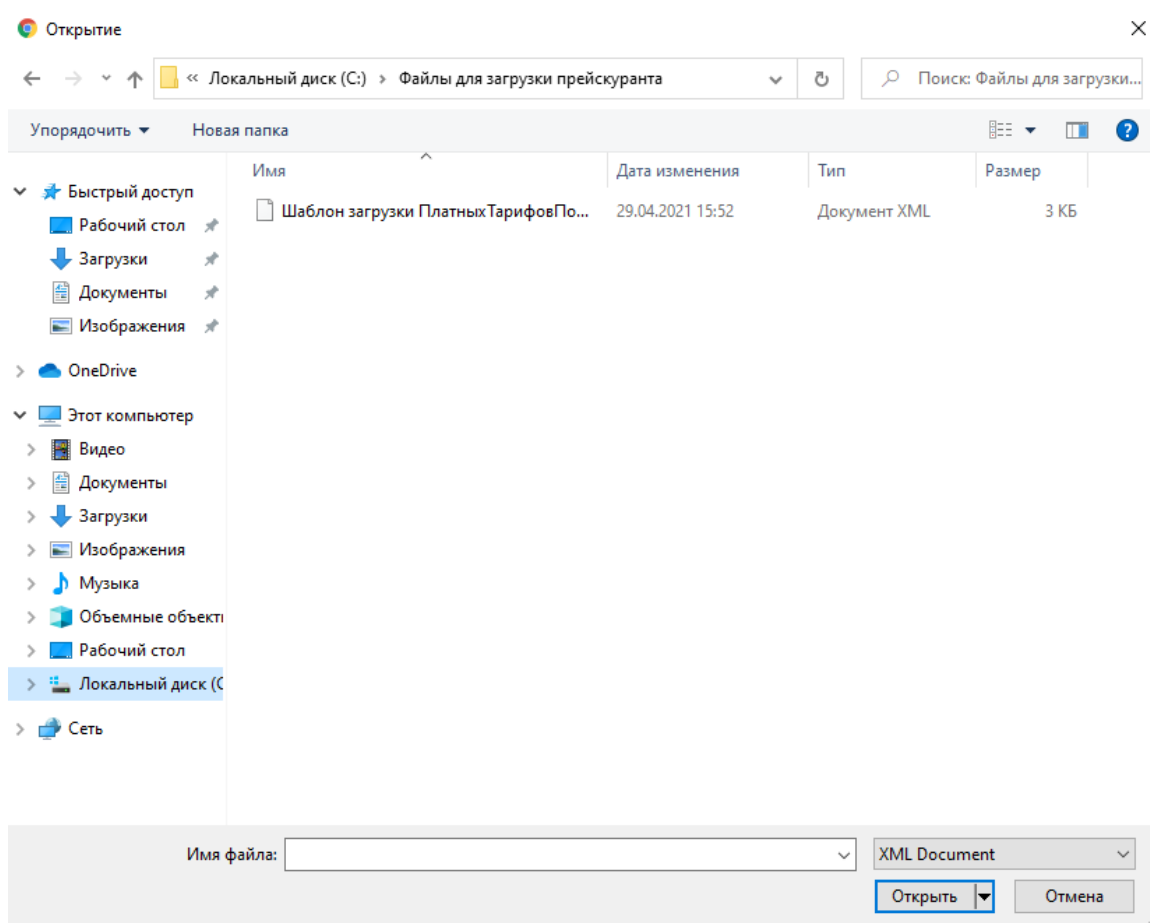 Открытие
« Локальный диск (C:) › Файлы для загрузки прейскуранта
Поиск: Файлы для загрузки...
Упорядочить
Новая папка
Имя
Дата изменения
Тип
Размер
Шаблон загрузки ПлатныхТарифовПо...
29.04.2021 15:52
Документ XML
3 КБ
Быстрый доступ
Рабочий стол
Загрузки
Документы
Изображения
OneDrive
Этот компьютер
Видео
Документы
Загрузки
Изображения
Музыка
Объемные объекты
Рабочий стол
Локальный диск (C
Сеть
Имя файла:
XML Document
Открыть
Отмена